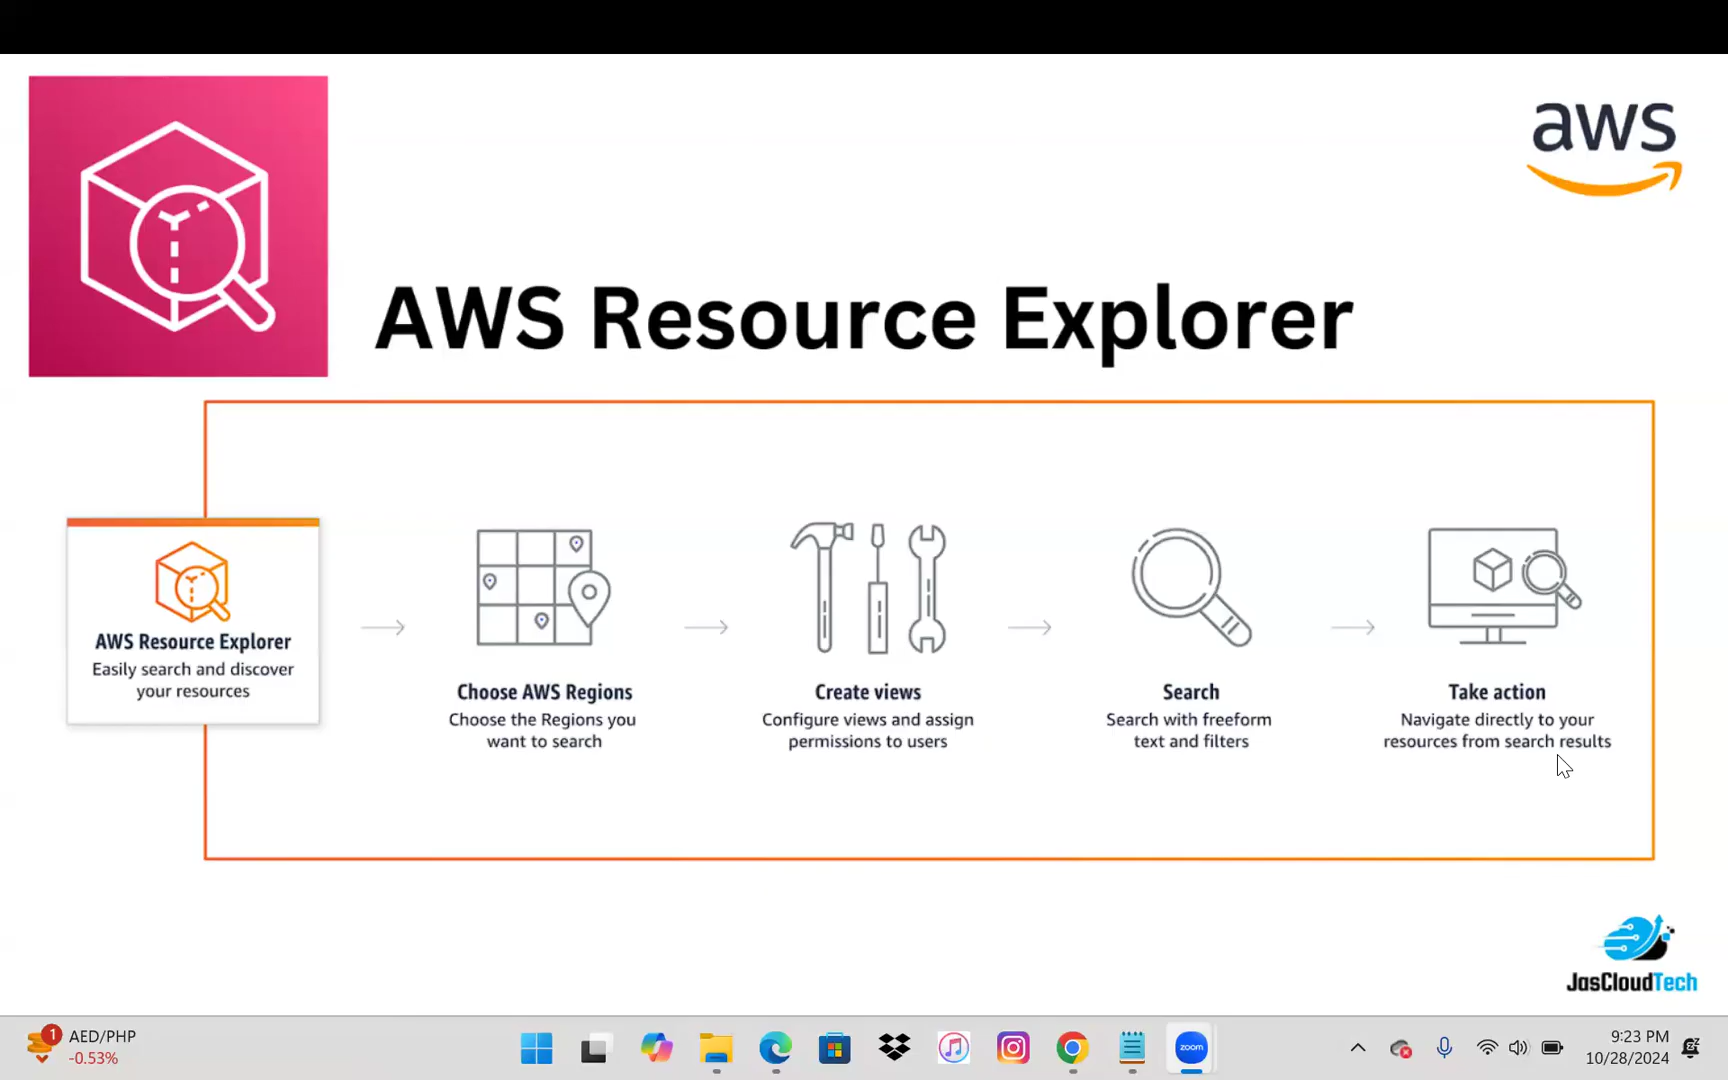 aws
AWS Resource Explorer
AWS Resource Explorer
Easily search and discover
your resources
Choose AWS Regions
Choose the Regions you
want to search
Create views
Configure views and assign
permissions to users
Search
Search with freeform
text and filters
Take action
Navigate directly to your
resources from search results
JasCloudTech
1
AED/PHP
-0.53%
zoom
9:23 PM
10/28/2024